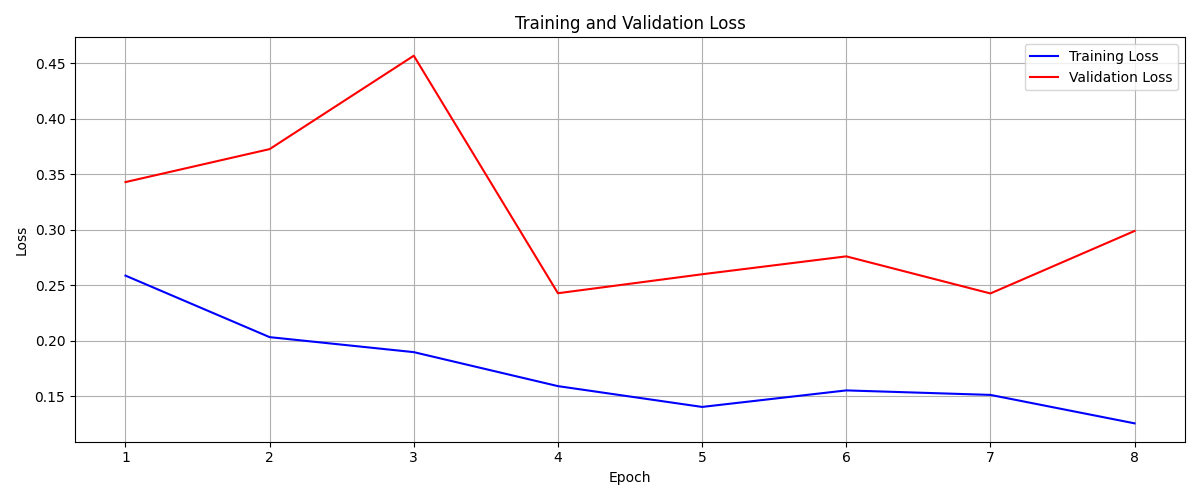 Training and Validation Loss
Training Loss
Validation Loss
0.45
0.40
0.35
0.30
0.25
0.20
0.15
Loss
1 2 3 4 5 6 7 8
Epoch